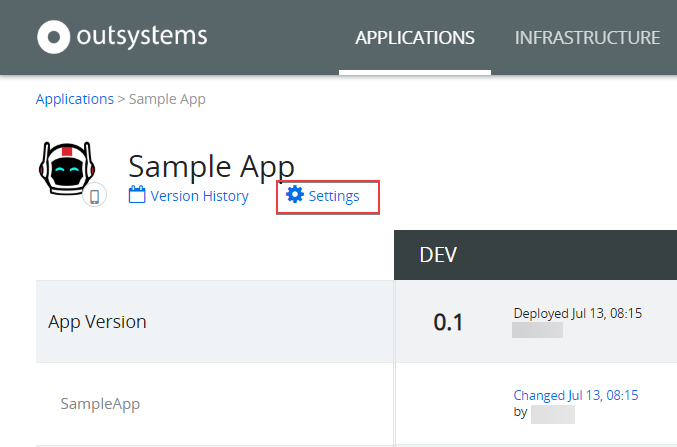 outsystems
APPLICATIONS
INFRASTRUCTURE
Applications > Sample App
Sample App
Version History
Settings
DEV
App Version
0.1
Deployed Jul 13, 08:15
SampleApp
Changed Jul 13, 08:15
by